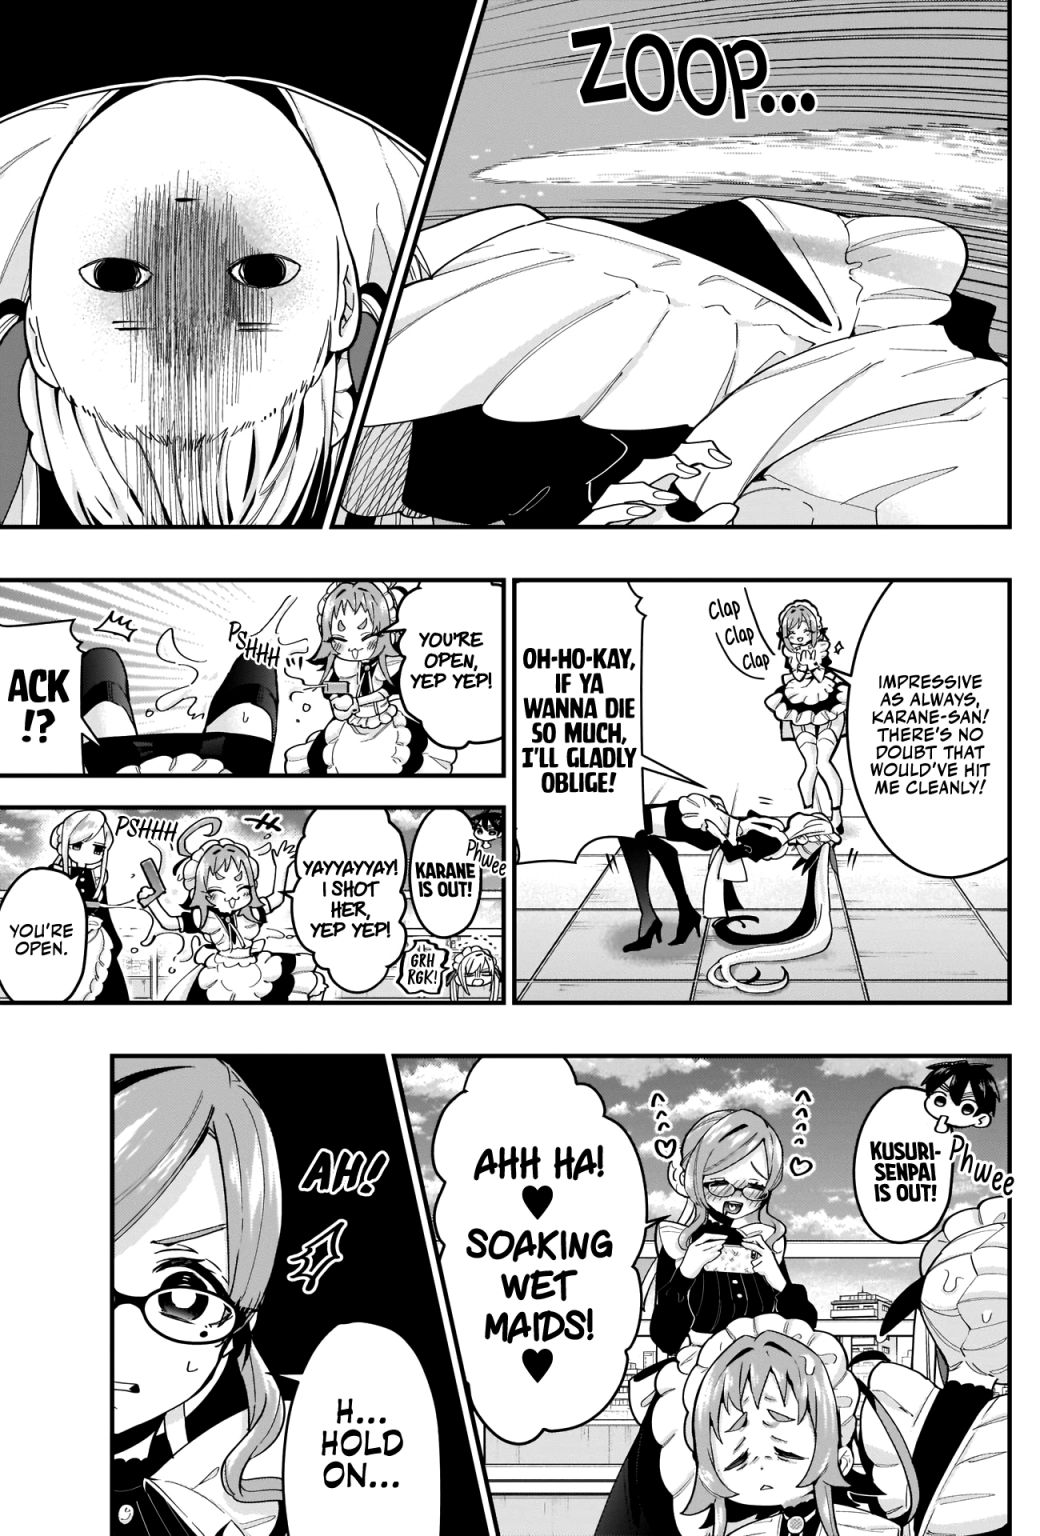 ZOOP...
IMPRESSIVE
AS ALWAYS,
KARANE-SAN!
THERE'S NO
DOUBT THAT
WOULD'VE HIT
ME CLEANLY!
Clap
Clap
Clap
OH-HO-KAY,
IF YA
WANNA DIE
SO MUCH,
I'LL GLADLY
OBLIGE!
YOU'RE
OPEN,
YEP YEP!
PSHHH
ACK
!?
Phwee
KARANE
IS OUT!
GRH
RGK!
YAYYAYYAY!
I SHOT
HER,
YEP YEP!
PSHHH
YOU'RE
OPEN.
Phwee
KUSURI-
SENPAI
IS OUT!
AHH HA!
♥
SOAKING
WET
MAIDS!
♥
AH!
H...
HOLD
ON...